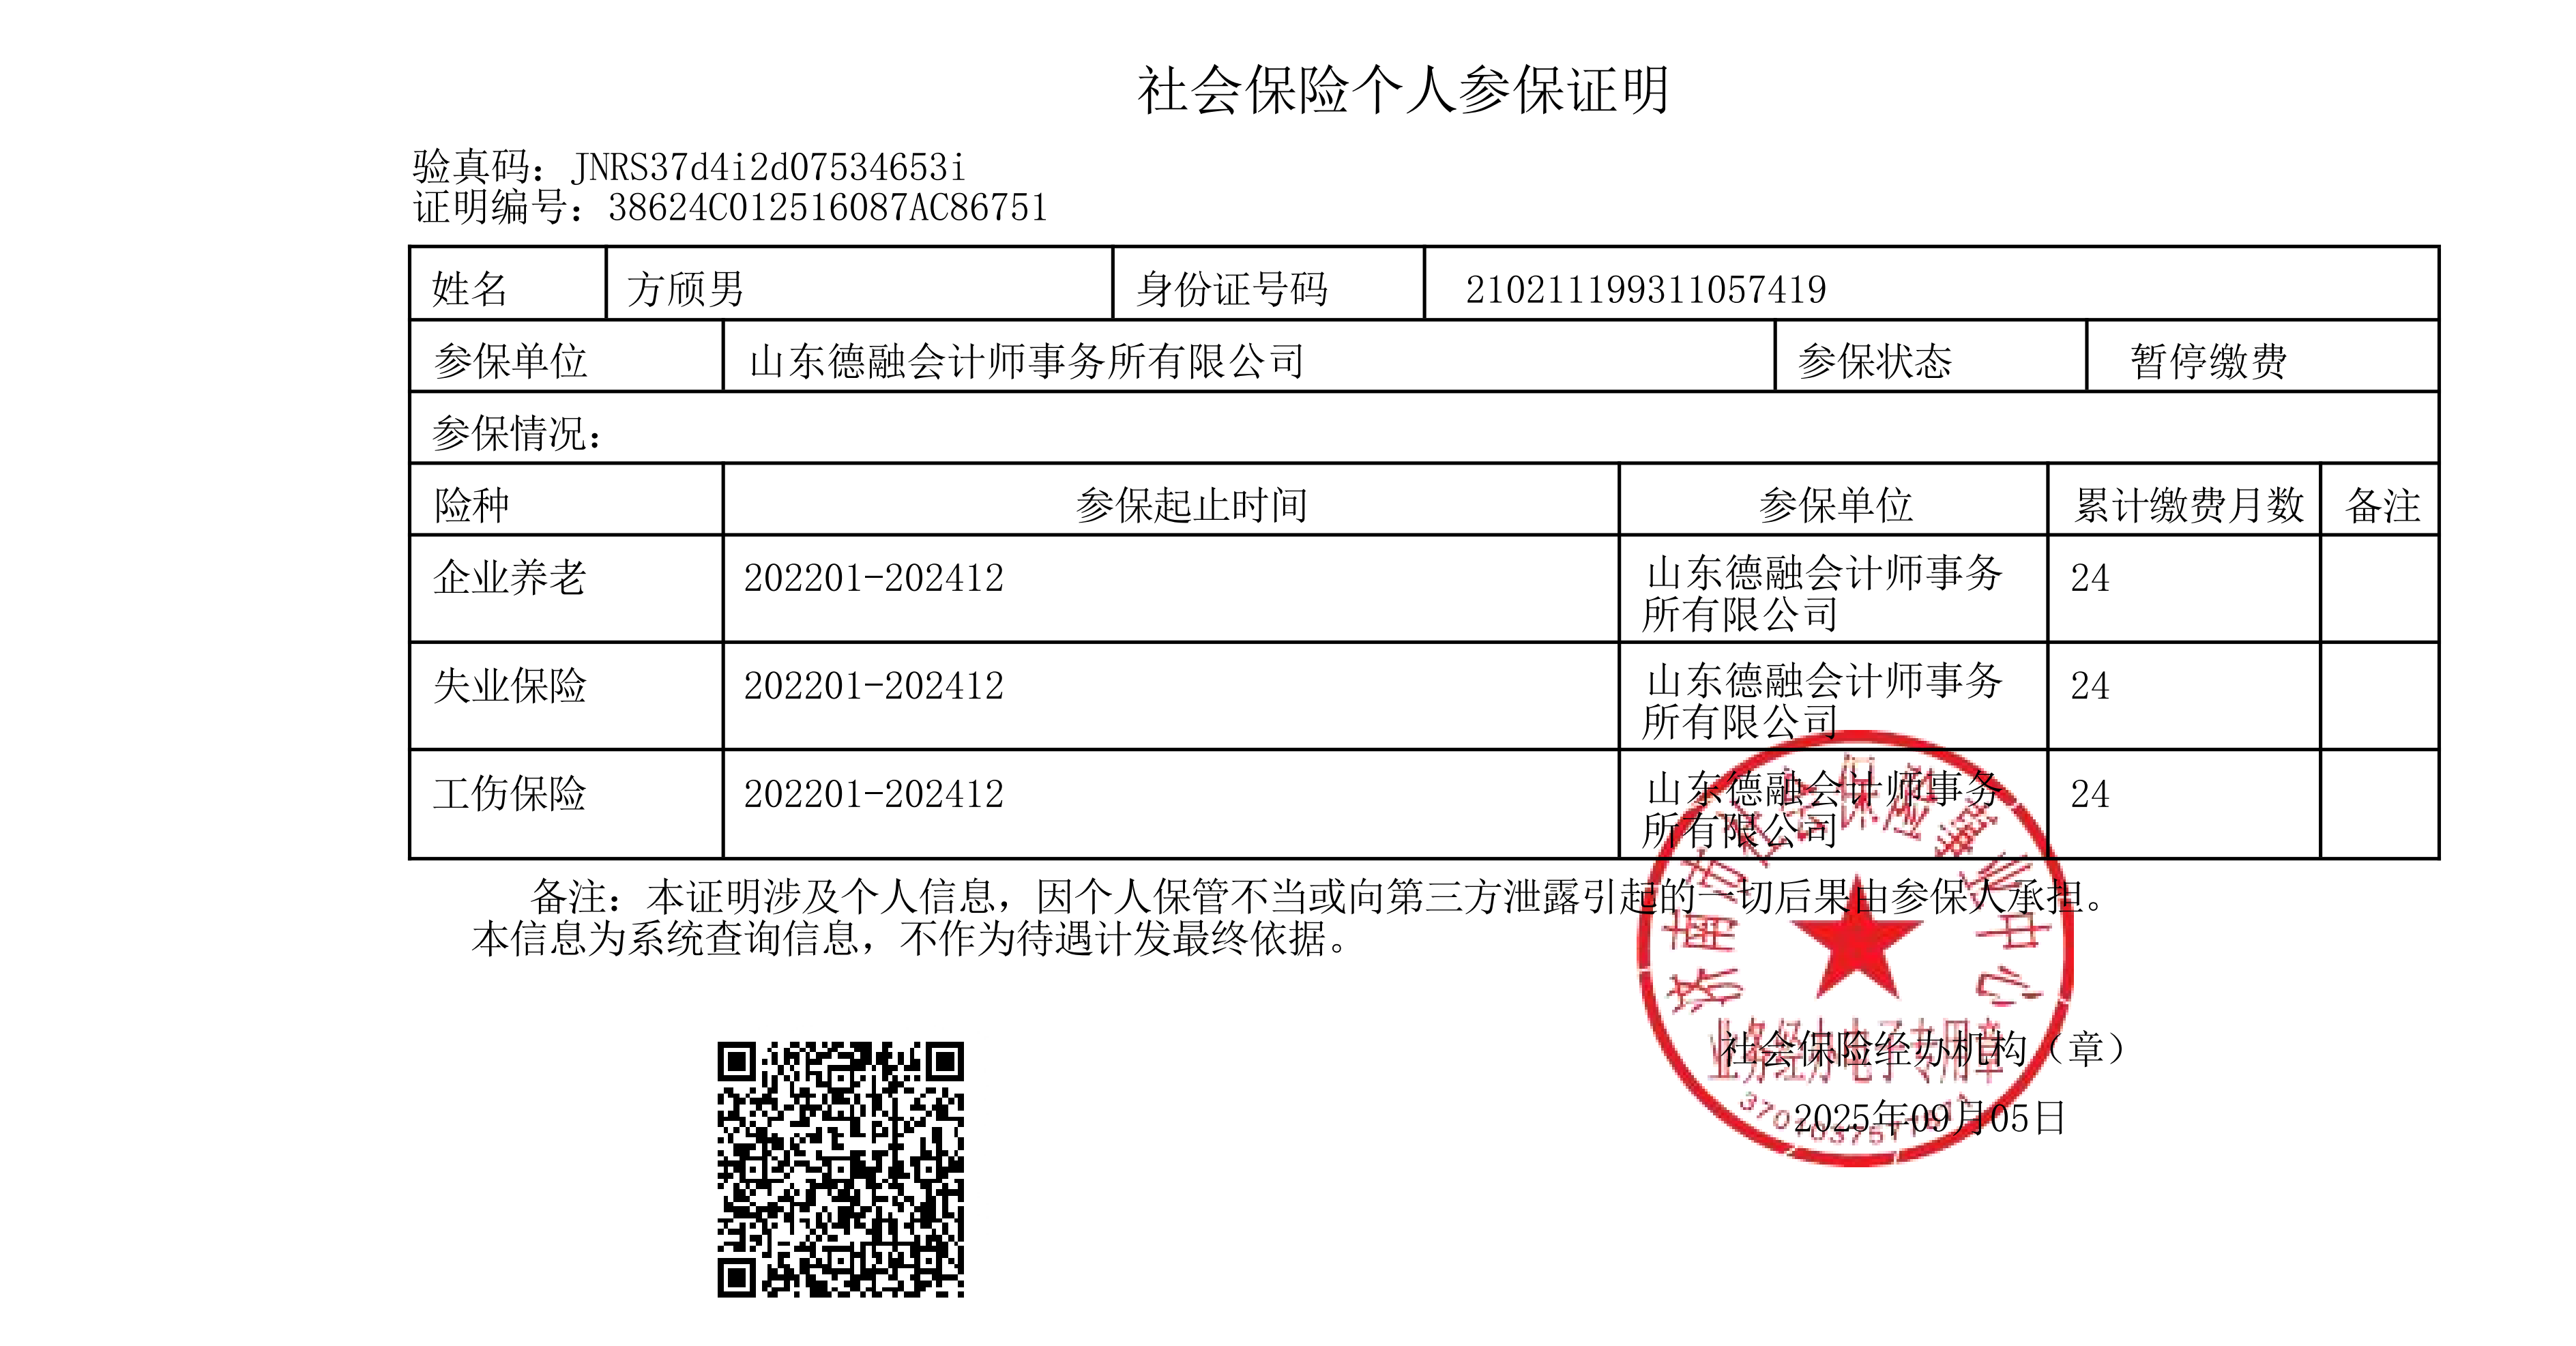 社会保险个人参保证明
验真码：JNRS37d4i2d07534653i
证明编号：38624C012516087AC86751
姓名 方颀男 身份证号码 210211199311057419
参保单位 山东德融会计师事务所有限公司 参保状态 暂停缴费
参保情况：
险种 参保起止时间 参保单位 累计缴费月数 备注
企业养老 202201-202412 山东德融会计师事务 24
所有限公司
失业保险 202201-202412 山东德融会计师事务 24
所有限公司
工伤保险 202201-202412 山东德融会计师事务 24
所有限公司
备注：本证明涉及个人信息，因个人保管不当或向第三方泄露引起的一切后果由参保人承担。
本信息为系统查询信息，不作为待遇计发最终依据。
济南市社会保险事业中心
业务经办电子专用章
社会保险经办机构（章）
2025年09月05日